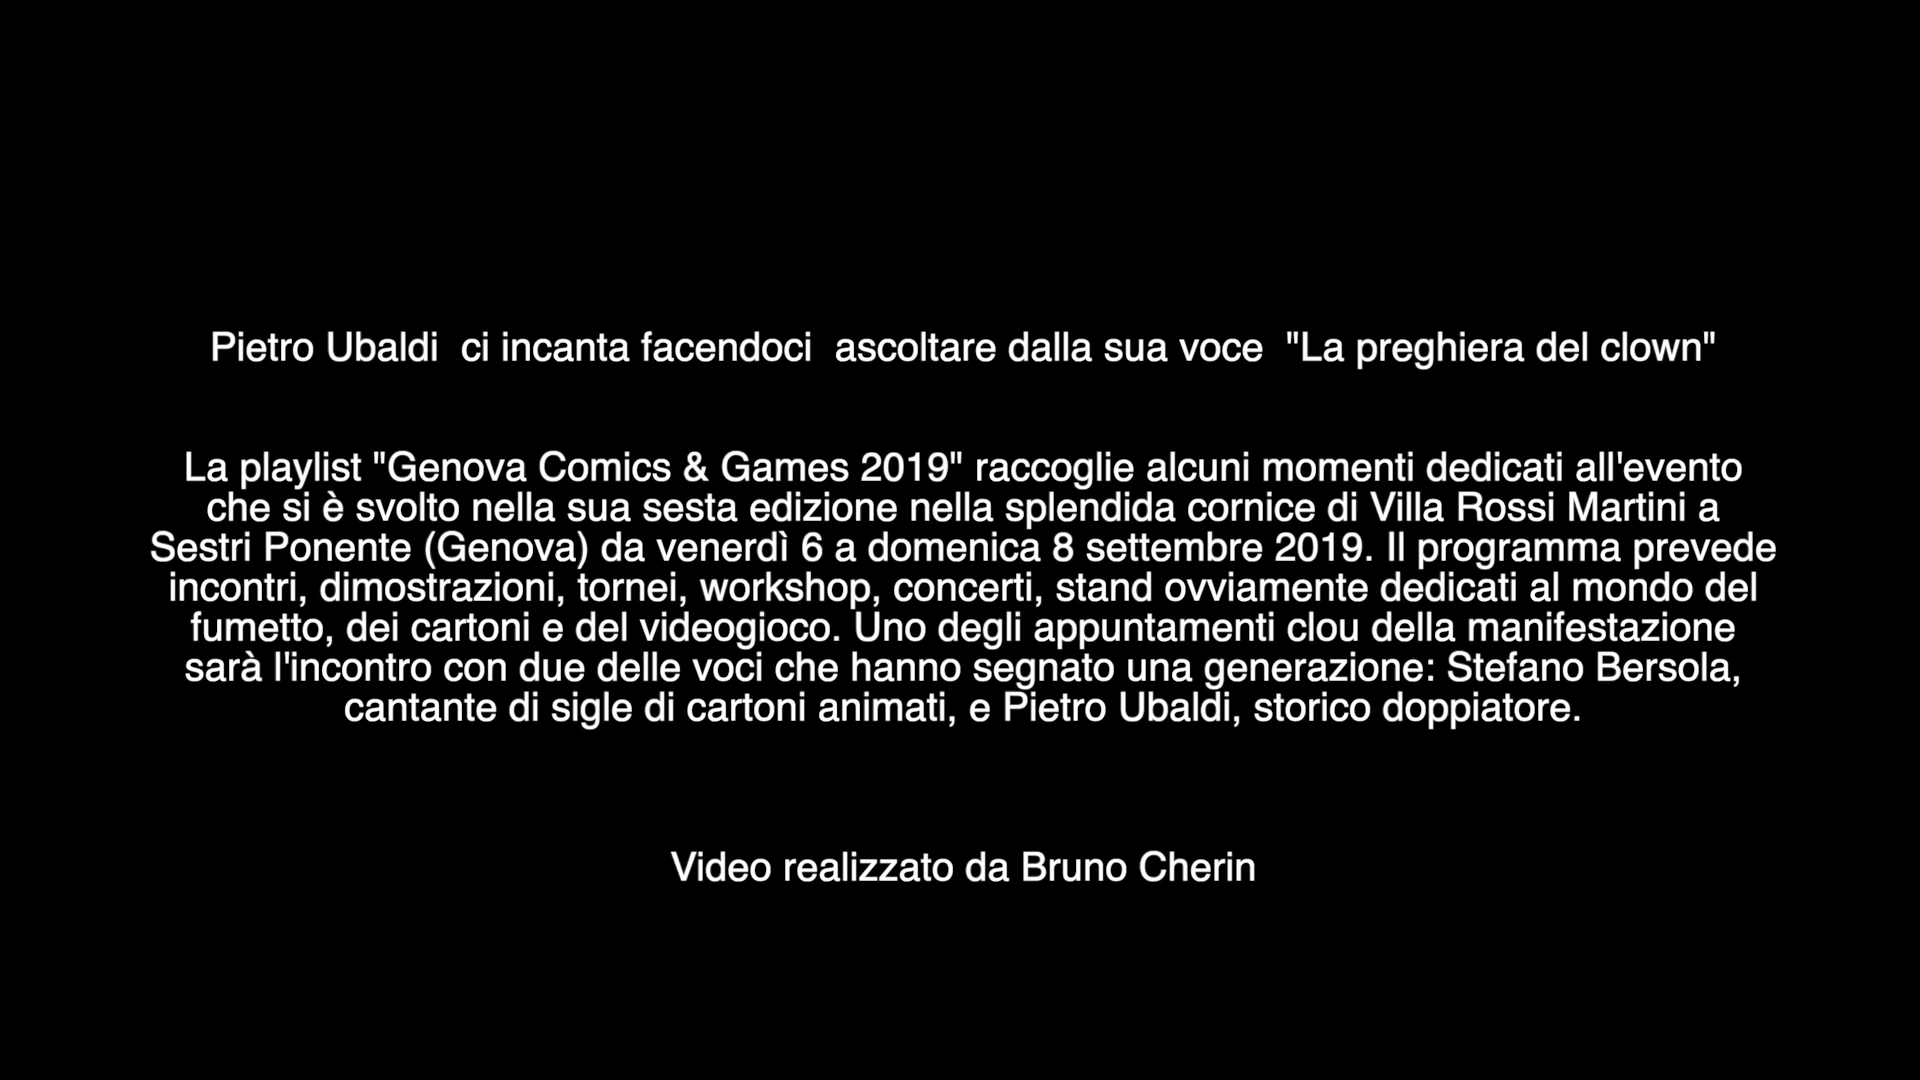 Pietro Ubaldi  ci incanta facendoci  ascoltare dalla sua voce  "La preghiera del clown"
La playlist "Genova Comics & Games 2019" raccoglie alcuni momenti dedicati all'evento
che si è svolto nella sua sesta edizione nella splendida cornice di Villa Rossi Martini a
Sestri Ponente (Genova) da venerdì 6 a domenica 8 settembre 2019. Il programma prevede
incontri, dimostrazioni, tornei, workshop, concerti, stand ovviamente dedicati al mondo del
fumetto, dei cartoni e del videogioco. Uno degli appuntamenti clou della manifestazione
sarà l'incontro con due delle voci che hanno segnato una generazione: Stefano Bersola,
cantante di sigle di cartoni animati, e Pietro Ubaldi, storico doppiatore.
Video realizzato da Bruno Cherin